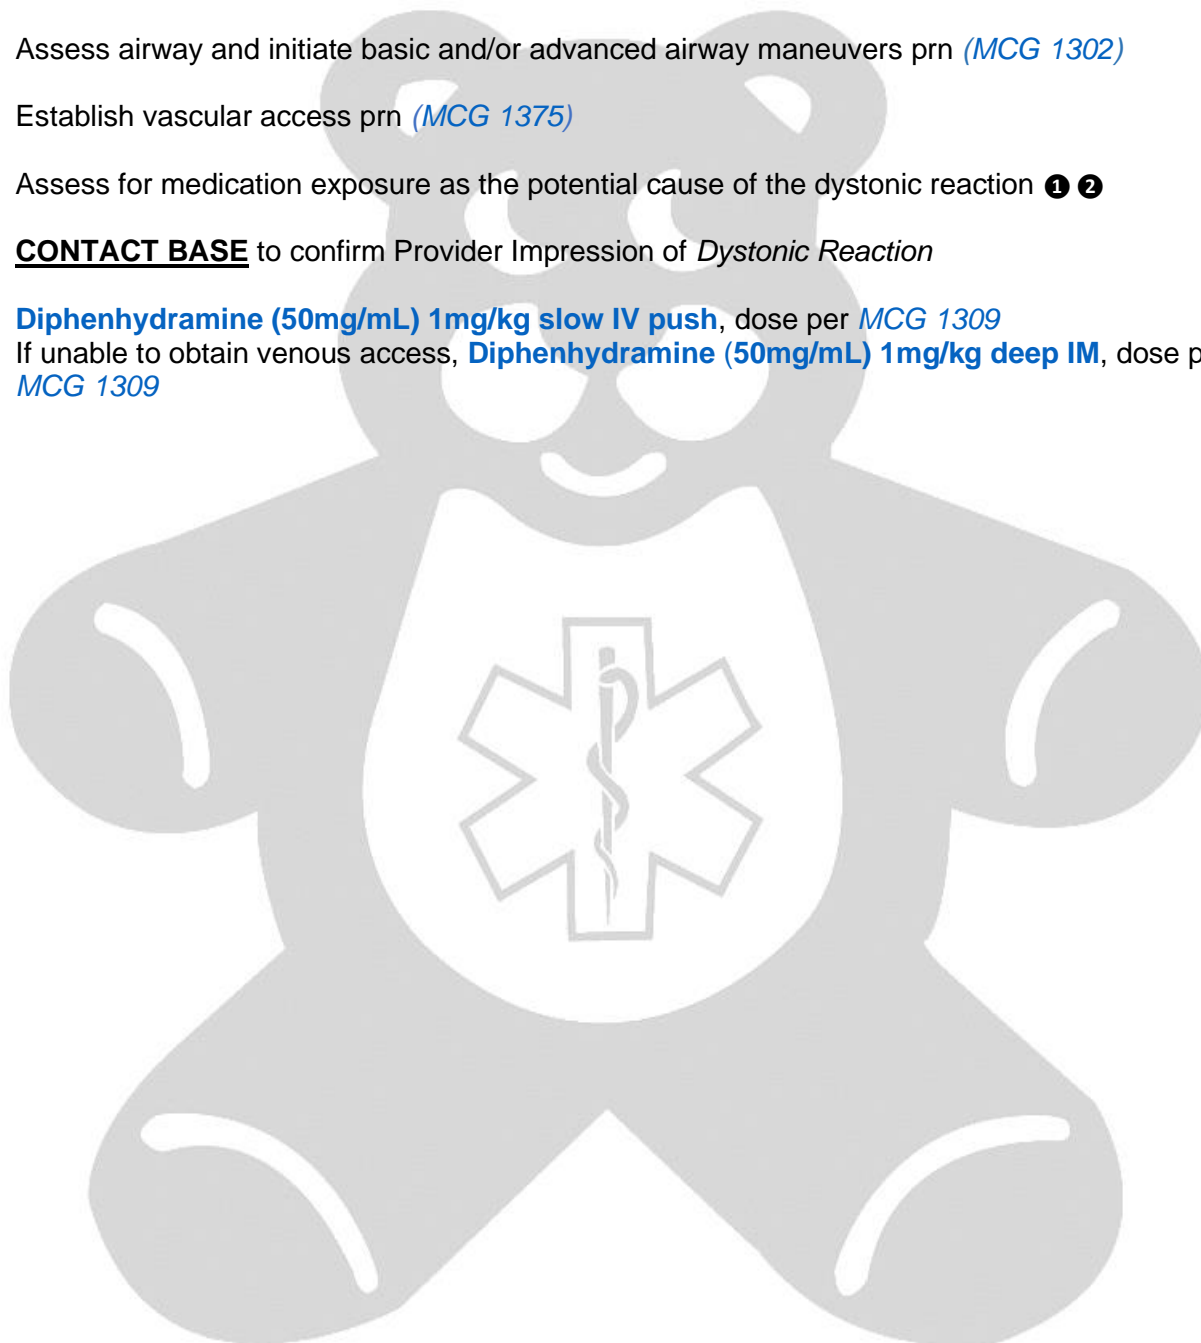 Assess airway and initiate basic and/or advanced airway maneuvers prn (MCG 1302)
Establish vascular access prn (MCG 1375)
Assess for medication exposure as the potential cause of the dystonic reaction ❶ ❷
CONTACT BASE to confirm Provider Impression of Dystonic Reaction
Diphenhydramine (50mg/mL) 1mg/kg slow IV push, dose per MCG 1309
If unable to obtain venous access, Diphenhydramine (50mg/mL) 1mg/kg deep IM, dose p
MCG 1309